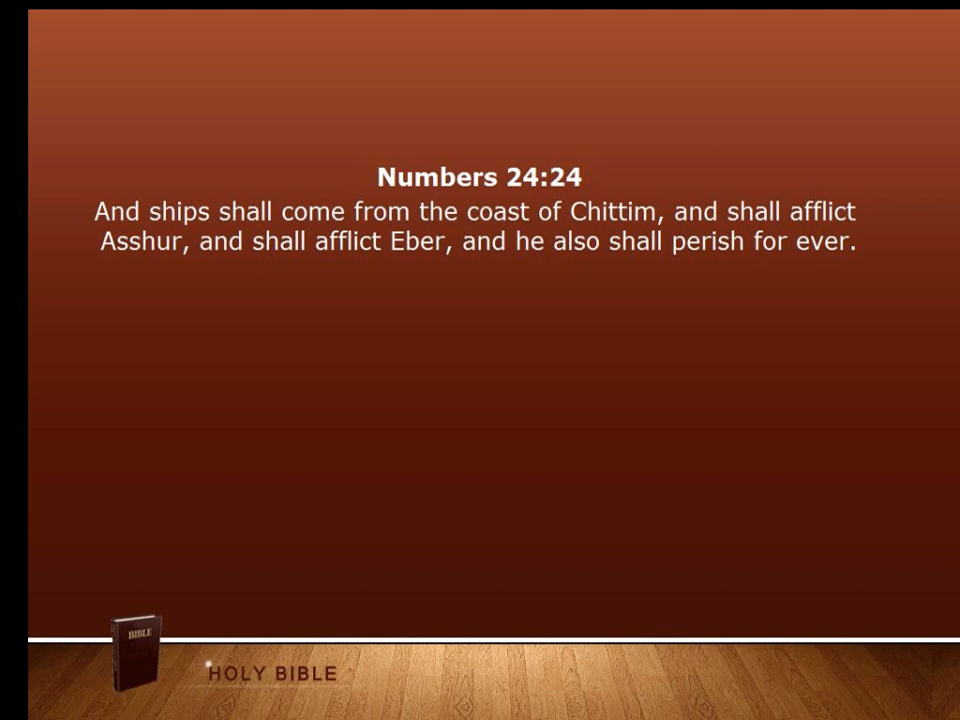 Numbers 24:24
And ships shall come from the coast of Chittim, and shall afflict
Asshur, and shall afflict Eber, and he also shall perish for ever.
BIBLE
HOLY BIBLE